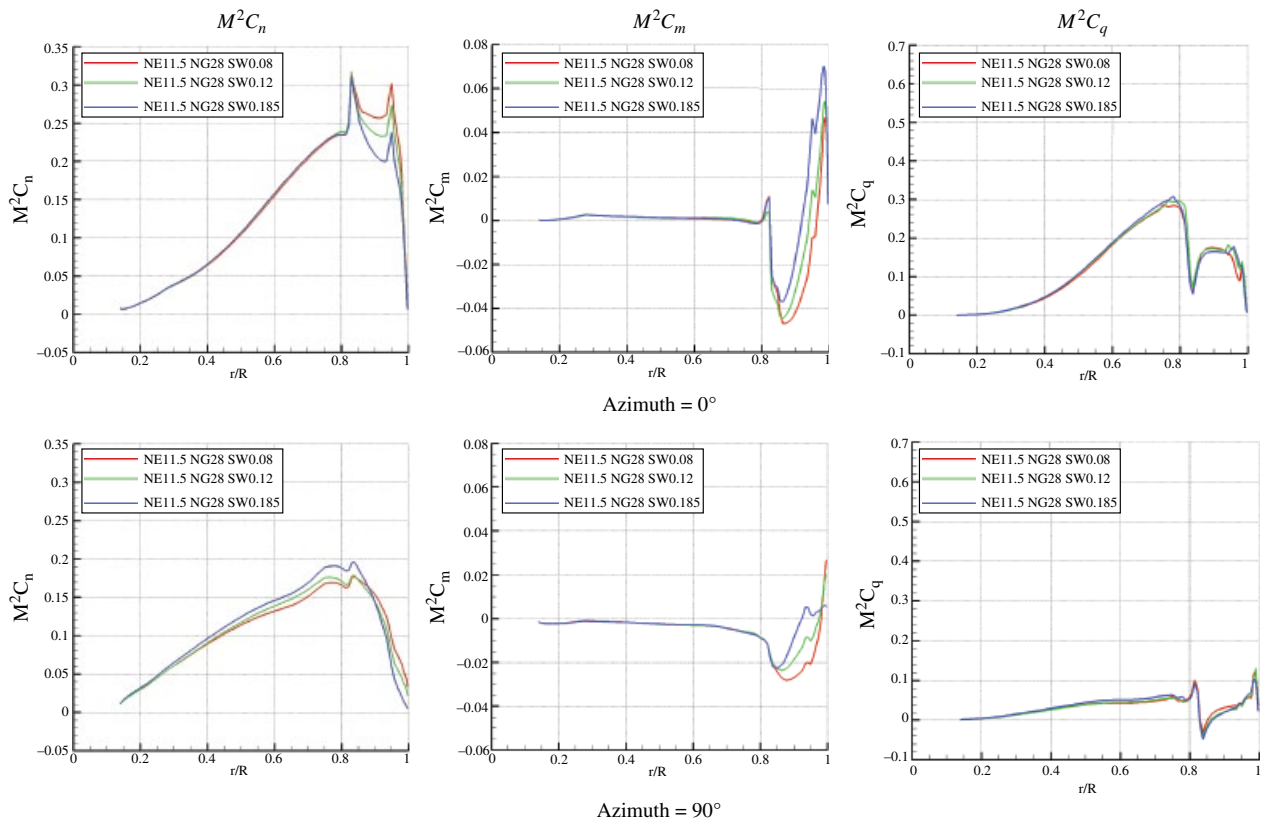 M²Cₙ
M²Cₘ
M²C_q
0.35
0.3
0.25
0.2
0.15
0.1
0.05
0
–0.05
M²Cₙ
NE11.5 NG28 SW0.08
NE11.5 NG28 SW0.12
NE11.5 NG28 SW0.185
0 0.2 0.4 0.6 0.8 1
r/R
0.08
0.06
0.04
0.02
0
–0.02
–0.04
–0.06
M²Cₘ
NE11.5 NG28 SW0.08
NE11.5 NG28 SW0.12
NE11.5 NG28 SW0.185
0 0.2 0.4 0.6 0.8 1
r/R
0.7
0.6
0.5
0.4
0.3
0.2
0.1
0
–0.1
M²C_q
NE11.5 NG28 SW0.08
NE11.5 NG28 SW0.12
NE11.5 NG28 SW0.185
0 0.2 0.4 0.6 0.8 1
r/R
Azimuth = 0°
0.35
0.3
0.25
0.2
0.15
0.1
0.05
0
–0.05
M²Cₙ
NE11.5 NG28 SW0.08
NE11.5 NG28 SW0.12
NE11.5 NG28 SW0.185
0 0.2 0.4 0.6 0.8 1
r/R
0.08
0.06
0.04
0.02
0
–0.02
–0.04
–0.06
M²Cₘ
NE11.5 NG28 SW0.08
NE11.5 NG28 SW0.12
NE11.5 NG28 SW0.185
0 0.2 0.4 0.6 0.8 1
r/R
0.7
0.6
0.5
0.4
0.3
0.2
0.1
0
–0.1
M²C_q
NE11.5 NG28 SW0.08
NE11.5 NG28 SW0.12
NE11.5 NG28 SW0.185
0 0.2 0.4 0.6 0.8 1
r/R
Azimuth = 90°